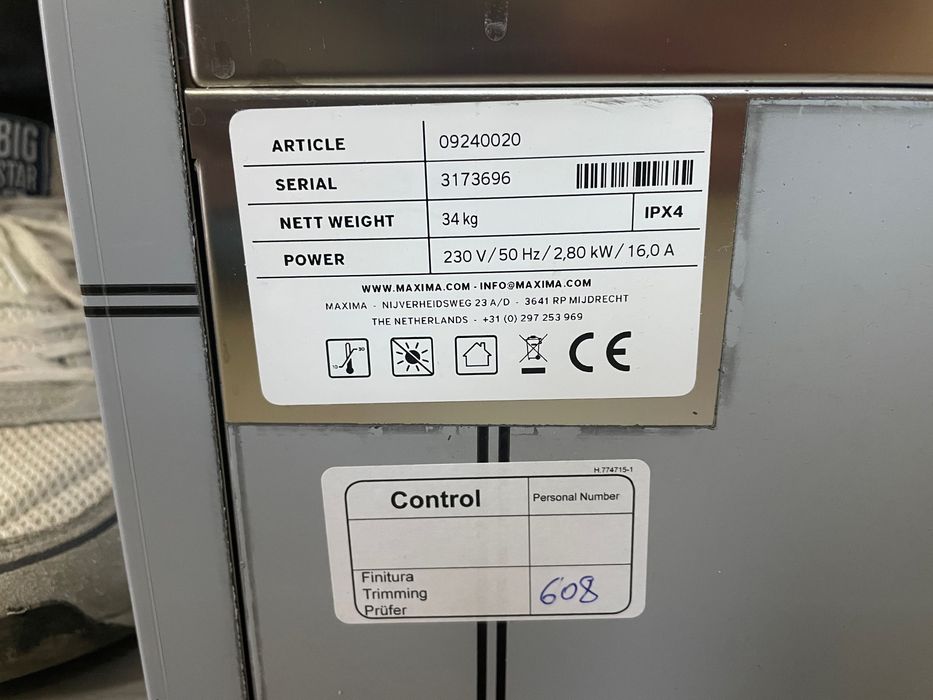 BIG
STAR
ARTICLE 09240020
SERIAL 3173696
NETT WEIGHT 34 kg IPX4
POWER 230 V / 50 Hz / 2,80 kW / 16,0 A
WWW.MAXIMA.COM - INFO@MAXIMA.COM
MAXIMA - NIJVERHEIDSWEG 23 A/D - 3641 RP MIJDRECHT
THE NETHERLANDS - +31 (0) 297 253 969
10 30
CE
H.774715-1
Control Personal Number
Finitura
Trimming 608
Prüfer